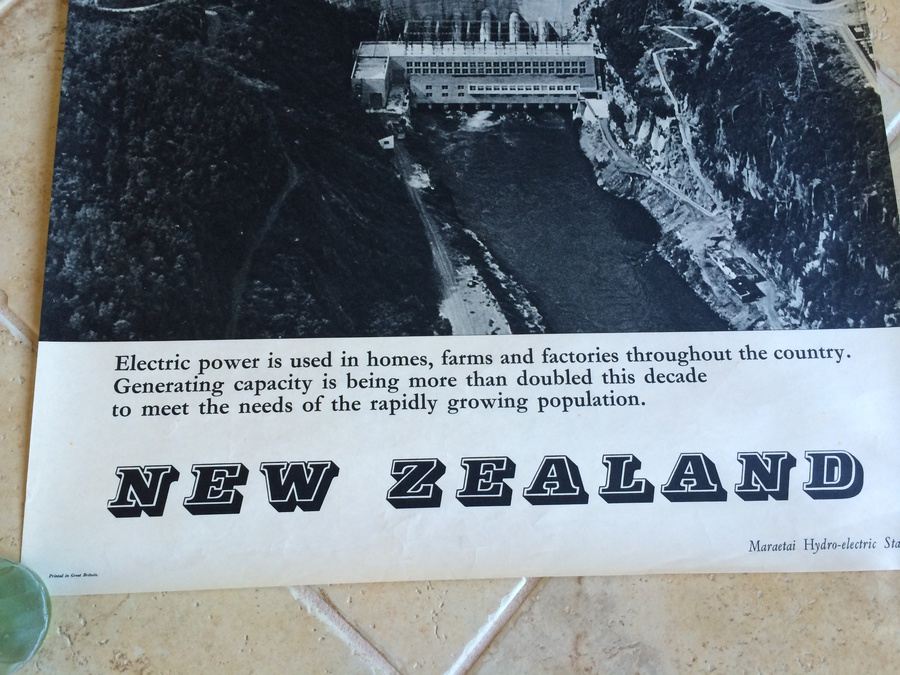 Electric power is used in homes, farms and factories throughout the country.
Generating capacity is being more than doubled this decade
to meet the needs of the rapidly growing population.
NEW ZEALAND
Maraetai Hydro-electric Sta
Printed in Great Britain.